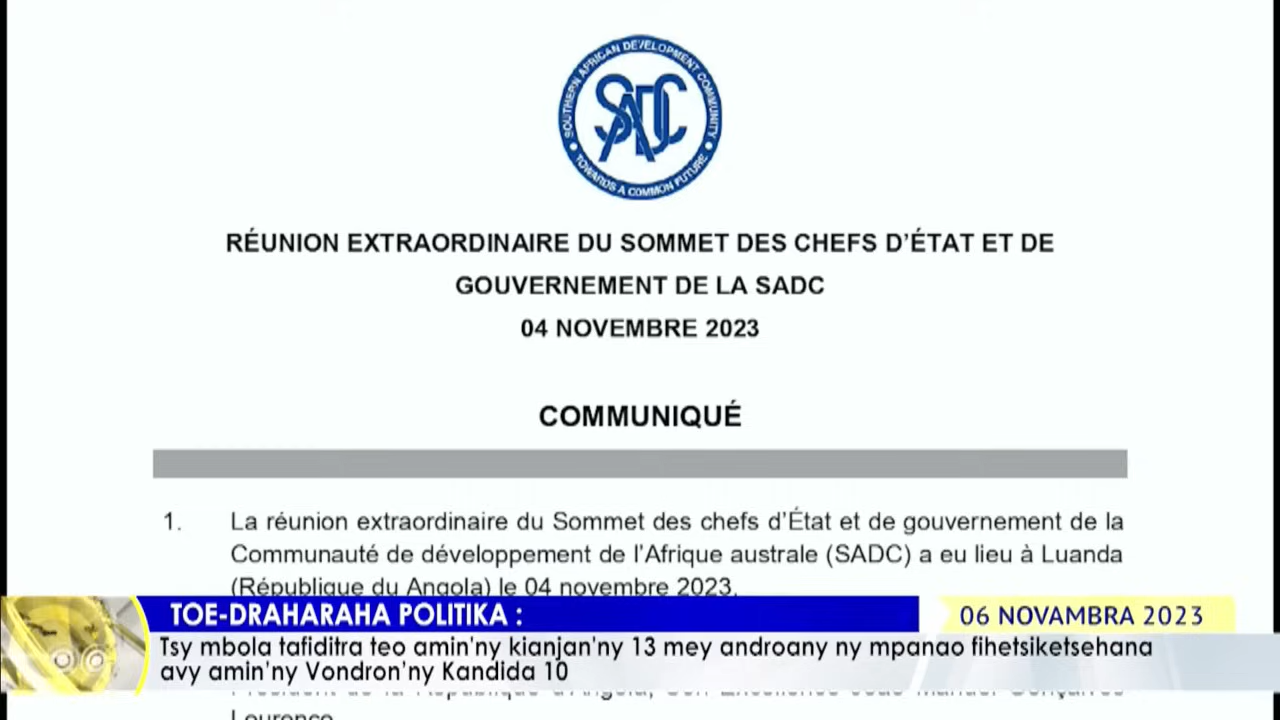 SOUTHERN AFRICAN DEVELOPMENT COMMUNITY
SADC
TOWARDS A COMMON FUTURE
RÉUNION EXTRAORDINAIRE DU SOMMET DES CHEFS D'ÉTAT ET DE
GOUVERNEMENT DE LA SADC
04 NOVEMBRE 2023
COMMUNIQUÉ
1. La réunion extraordinaire du Sommet des chefs d'État et de gouvernement de la
Communauté de développement de l'Afrique australe (SADC) a eu lieu à Luanda
(République du Angola) le 04 novembre 2023.
TOE-DRAHARAHA POLITIKA :
06 NOVAMBRA 2023
Tsy mbola tafiditra teo amin'ny kianjan'ny 13 mey androany ny mpanao fihetsiketsehana
avy amin'ny Vondron'ny Kandida 10